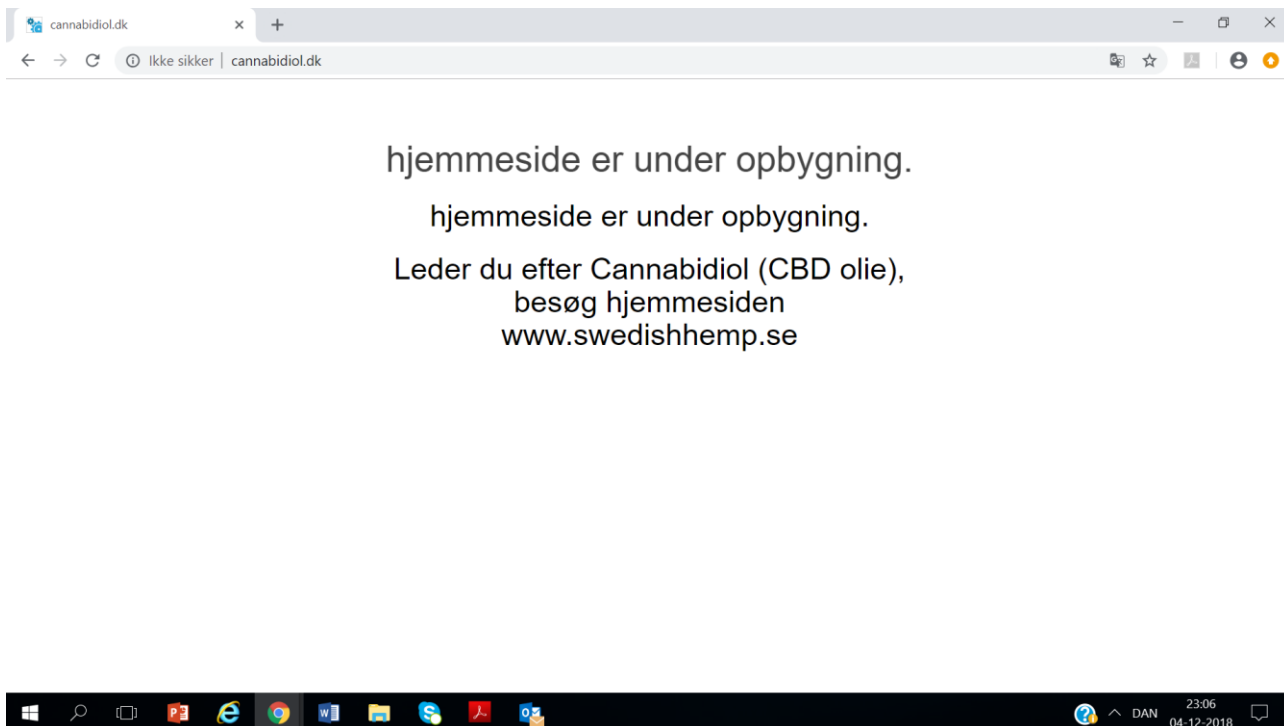 cannabidiol.dk
Ikke sikker | cannabidiol.dk
hjemmeside er under opbygning.
hjemmeside er under opbygning.
Leder du efter Cannabidiol (CBD olie),
besøg hjemmesiden
www.swedishhemp.se
DAN
23:06
04-12-2018